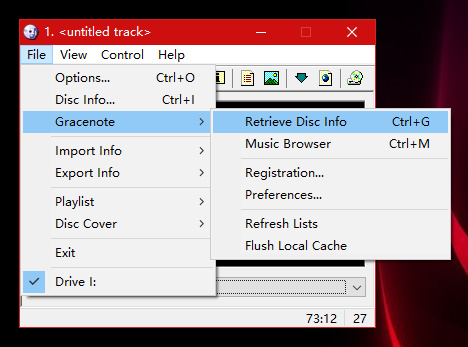 1. <untitled track>
File View Control Help
Options... Ctrl+O
Disc Info... Ctrl+I
Gracenote
Retrieve Disc Info Ctrl+G
Music Browser Ctrl+M
Registration...
Preferences...
Refresh Lists
Flush Local Cache
Import Info
Export Info
Playlist
Disc Cover
Exit
Drive I:
73:12 27